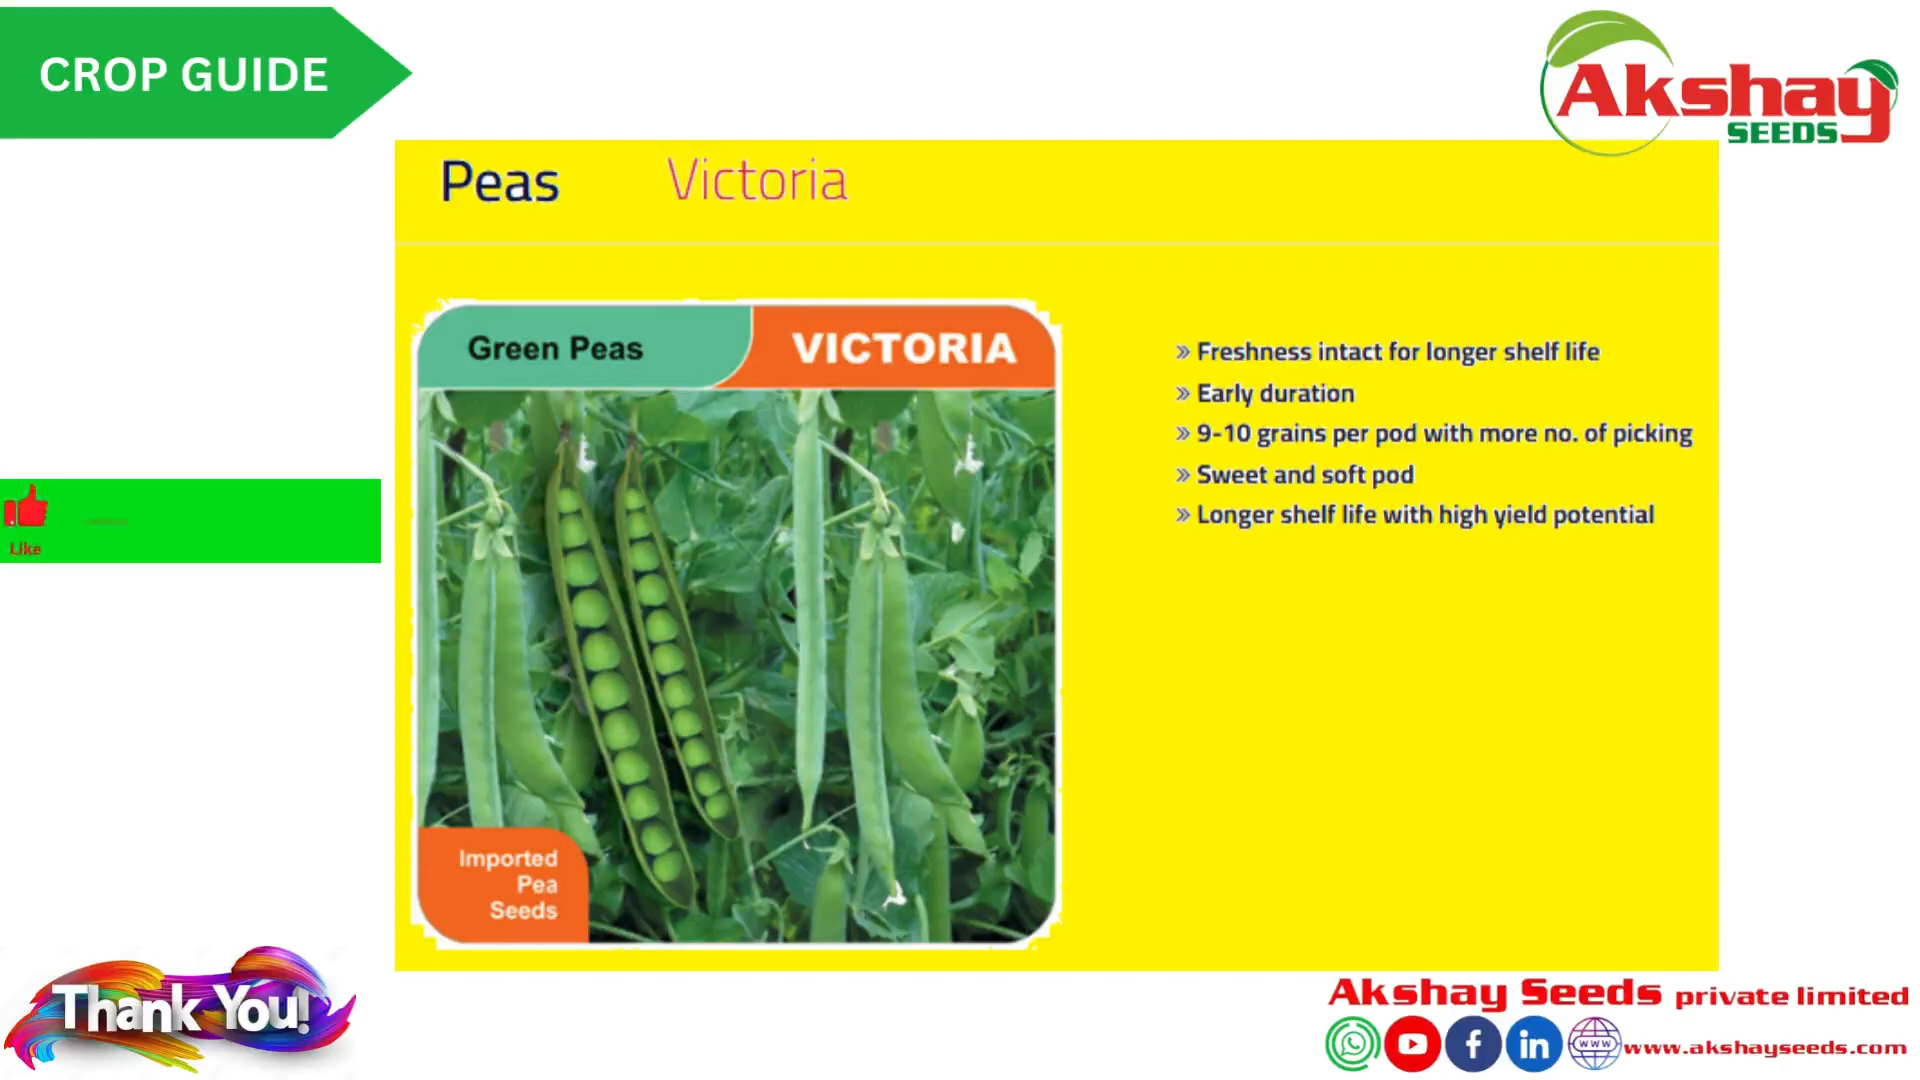 CROP GUIDE
Akshay
SEEDS
Peas Victoria
Green Peas VICTORIA
» Freshness intact for longer shelf life
» Early duration
» 9-10 grains per pod with more no. of picking
» Sweet and soft pod
» Longer shelf life with high yield potential
Like
Imported
Pea
Seeds
Thank You!
Akshay Seeds private limited
www
www.akshayseeds.com